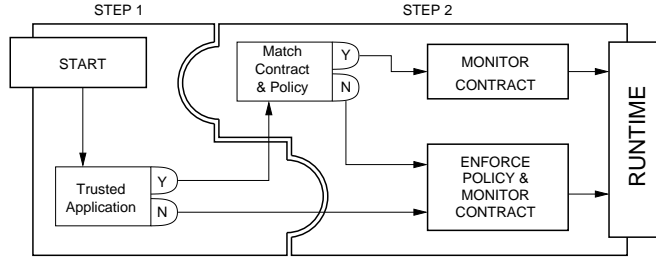 STEP 1
STEP 2
START
Match
Contract
& Policy
Y
N
MONITOR
CONTRACT
RUNTIME
Trusted
Application
Y
N
ENFORCE
POLICY &
MONITOR
CONTRACT